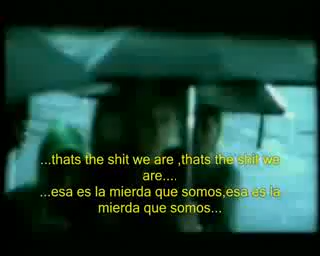 ...thats the shit we are ,thats the shit we
are....
...esa es la mierda que somos,esa es la
mierda que somos...